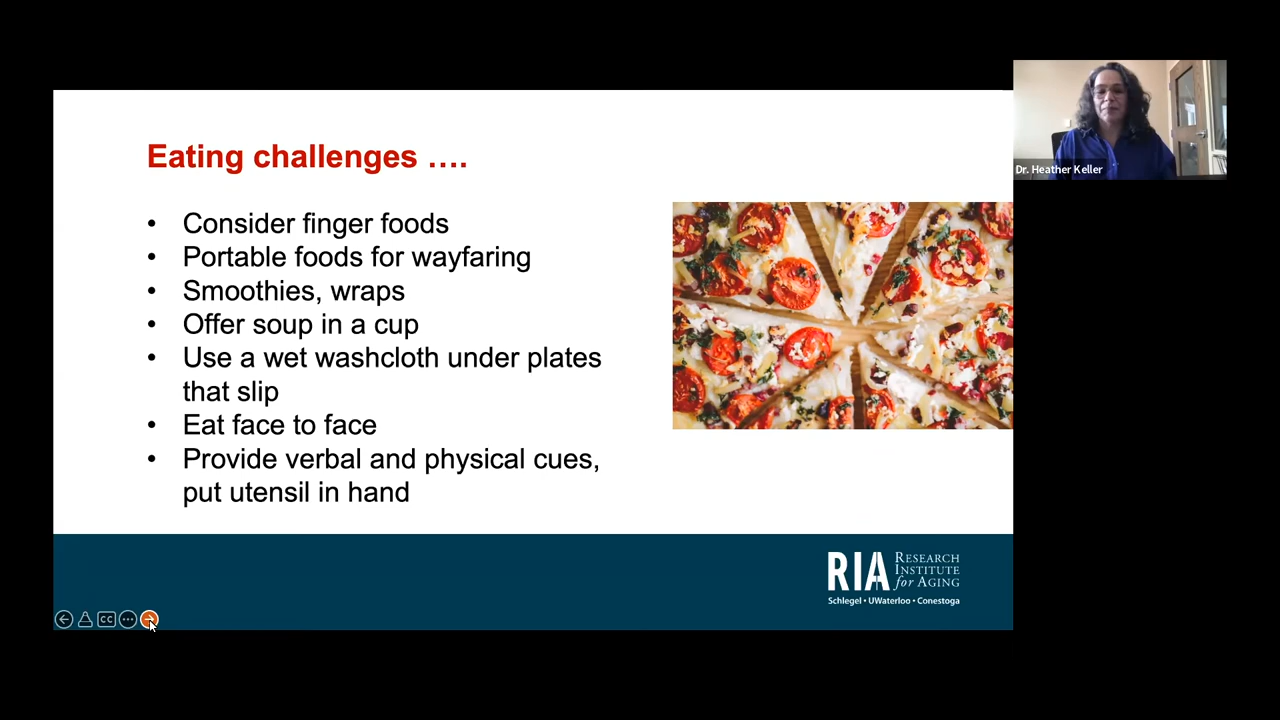 Eating challenges ….
• Consider finger foods
• Portable foods for wayfaring
• Smoothies, wraps
• Offer soup in a cup
• Use a wet washcloth under plates
that slip
• Eat face to face
• Provide verbal and physical cues,
put utensil in hand
Dr. Heather Keller
RIA RESEARCH
INSTITUTE
for AGING
Schlegel • UWaterloo • Conestoga
CC